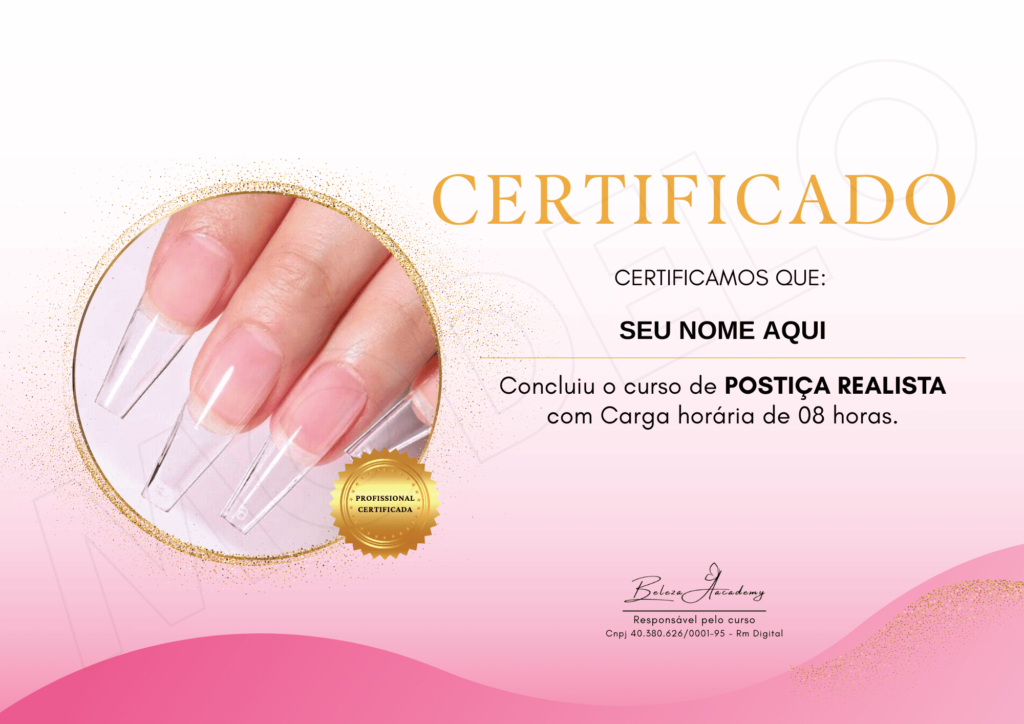 CERTIFICADO
CERTIFICAMOS QUE:
SEU NOME AQUI
Concluiu o curso de POSTIÇA REALISTA
com Carga horária de 08 horas.
PROFISSIONAL
CERTIFICADA
Beleza Aacademy
Responsável pelo curso
Cnpj 40.380.626/0001-95 - Rm Digital
MODELO